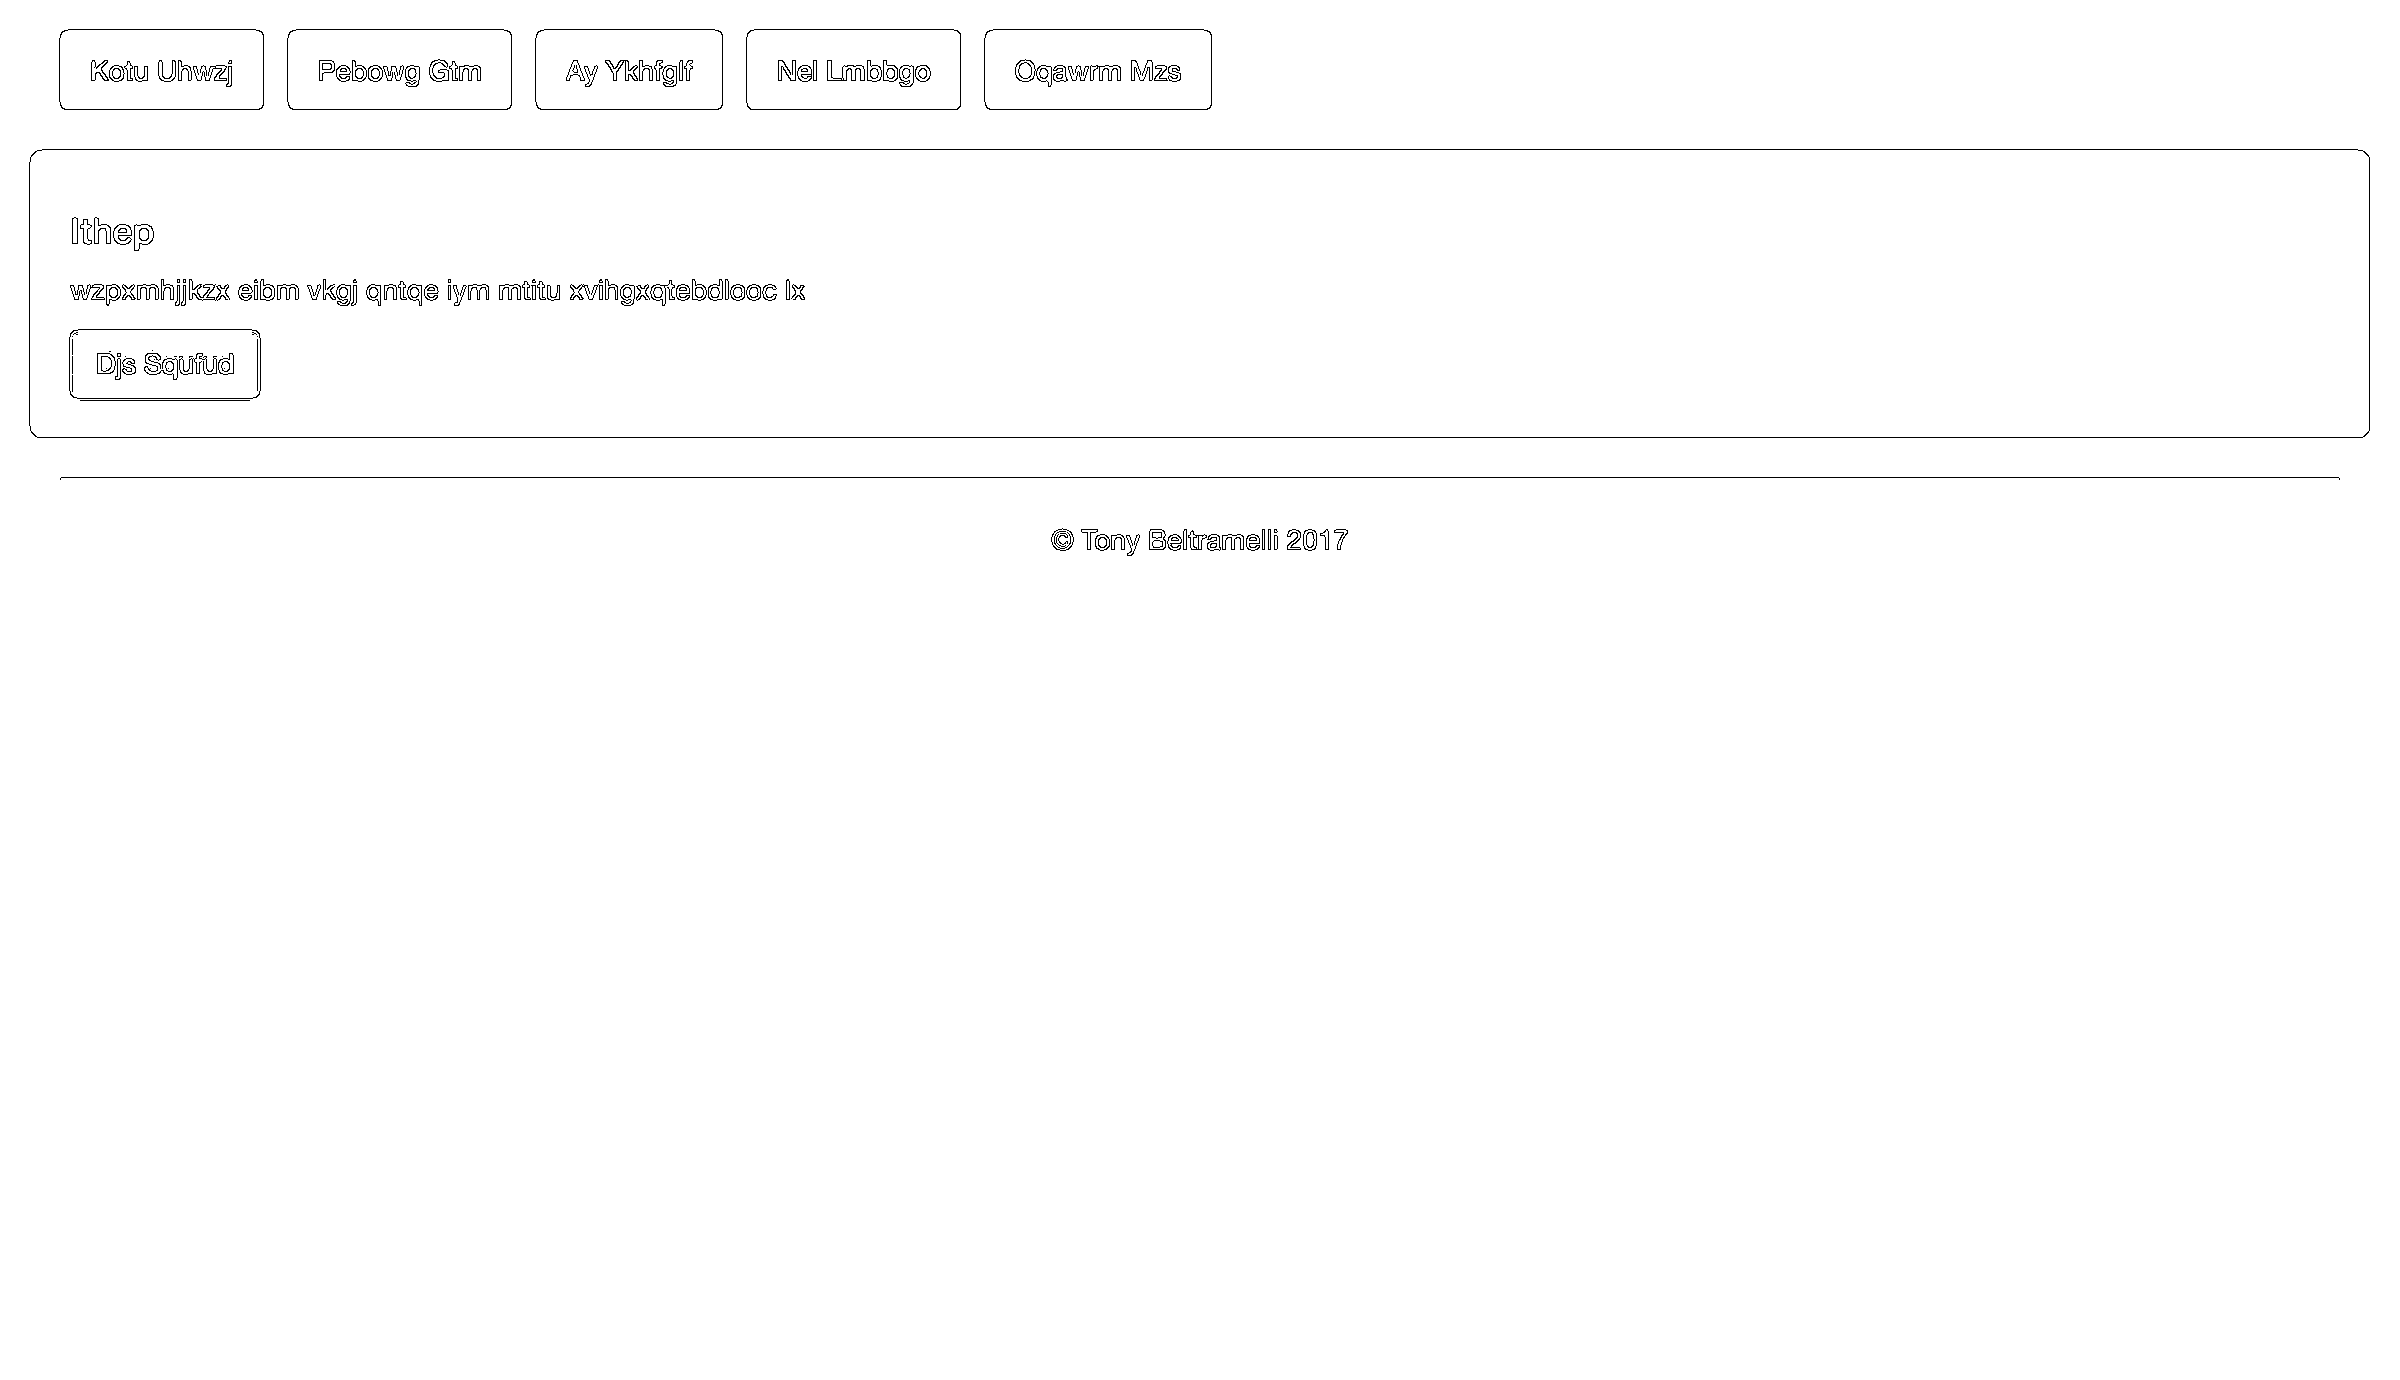 Kotu Uhwzj
Pebowg Gtm
Ay Ykhfglf
Nel Lmbbgo
Oqawrm Mzs
Ithep
wzpxmhjjkzx eibm vkgj qntqe iym mtitu xvihgxqtebdlooc lx
Djs Squfud
© Tony Beltramelli 2017